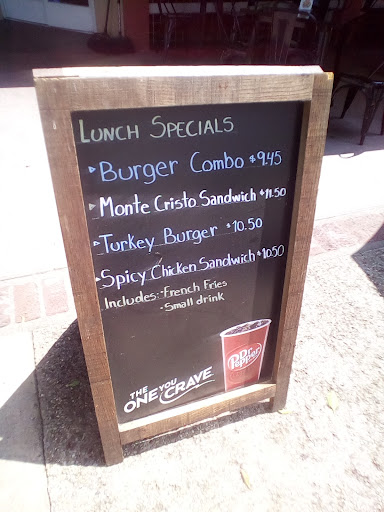 LUNCH SPECIALS
BURGER COMBO $9.45
MONTE CRISTO SANDWICH $11.50
TURKEY BURGER $10.50
SPICY CHICKEN SANDWICH $10.50
INCLUDES: -FRENCH FRIES
-SMALL DRINK
Dr Pepper
THE ONE YOU CRAVE